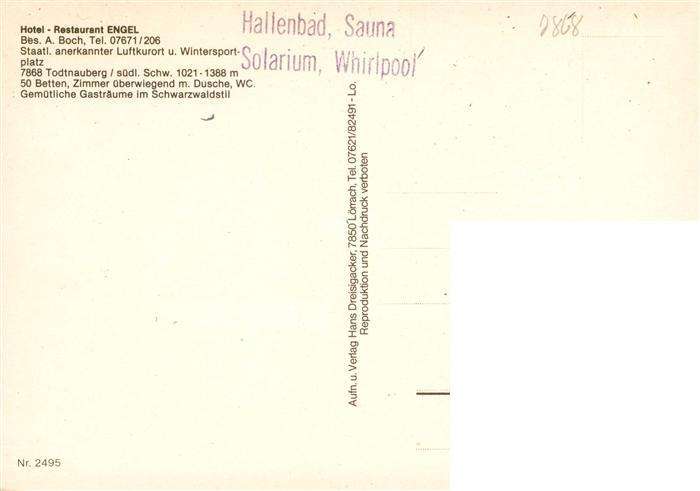 Hotel - Restaurant ENGEL
Bes. A. Boch, Tel. 07671/206
Staatl. anerkannter Luftkurort u. Wintersport-
platz
7868 Todtnauberg / südl. Schw. 1021-1388 m
50 Betten, Zimmer überwiegend m. Dusche, WC.
Gemütliche Gasträume im Schwarzwaldstil
Hallenbad, Sauna
Solarium, Whirlpool
Aufn. u. Verlag Hans Dreisigacker, 7850 Lörrach, Tel. 07621/82491 - Lo.
Reproduktion und Nachdruck verboten
Nr. 2495